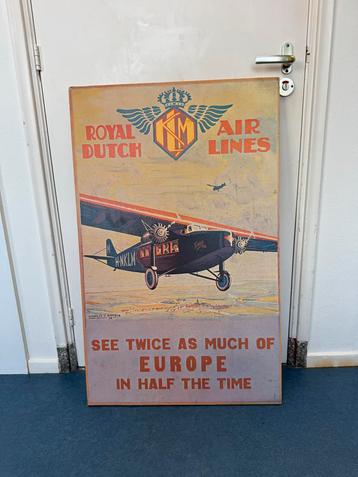 ROYAL AIR
KLM
DUTCH LINES
H-NKLM
SEE TWICE AS MUCH OF
EUROPE
IN HALF THE TIME